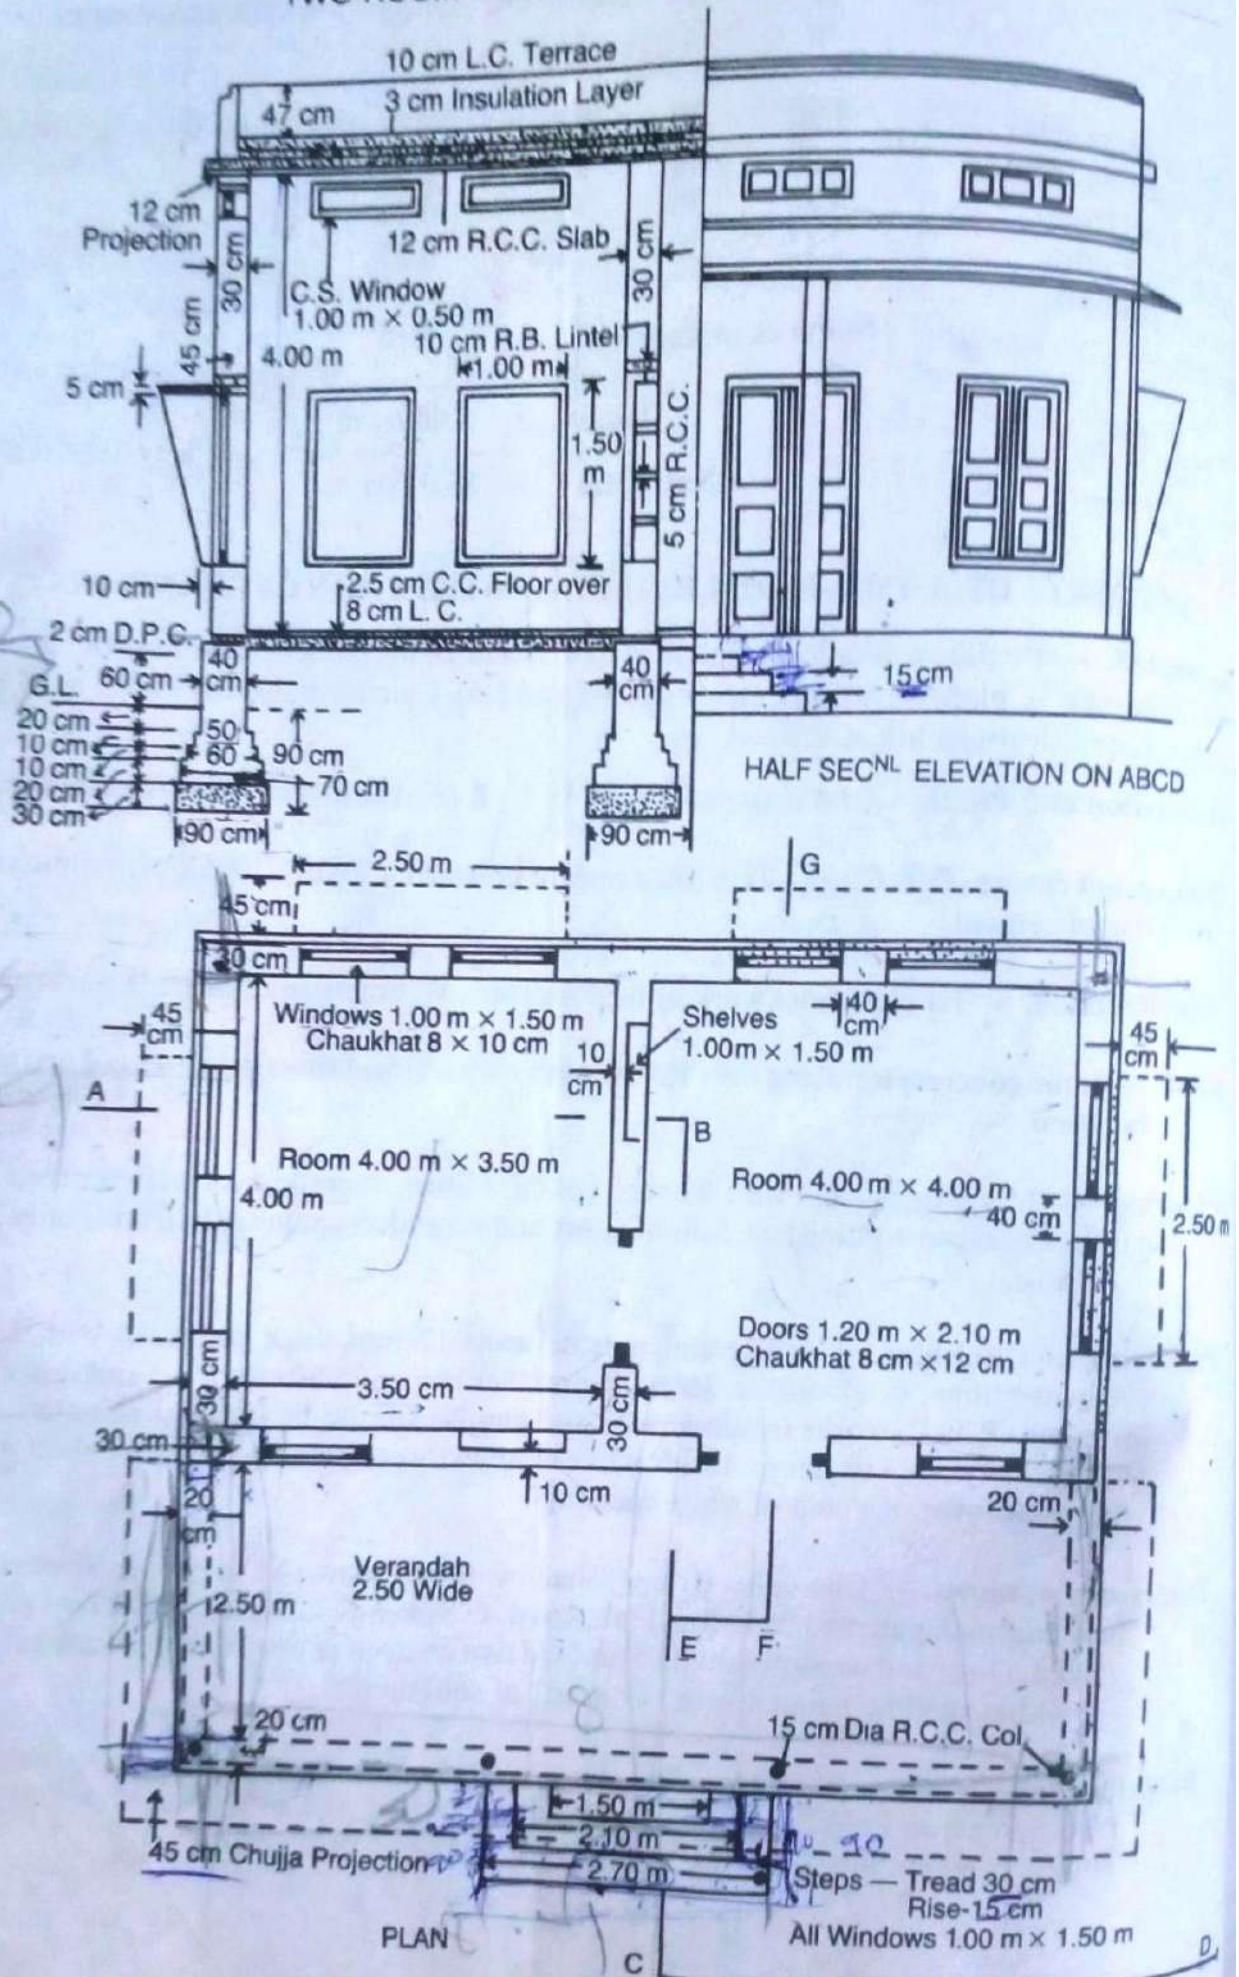 10 cm L.C. Terrace
47 cm
3 cm Insulation Layer
12 cm
Projection
12 cm R.C.C. Slab
30 cm
30 cm
C.S. Window
1.00 m × 0.50 m
45 cm
4.00 m
10 cm R.B. Lintel
1.00 m
5 cm
1.50
m
5 cm R.C.C.
10 cm
2.5 cm C.C. Floor over
8 cm L. C.
2 cm D.P.C.
40
cm
40
cm
60 cm
G.L.
15 cm
20 cm
10 cm
10 cm
20 cm
30 cm
50
60
90 cm
70 cm
90 cm
90 cm
HALF SECNL ELEVATION ON ABCD
2.50 m
G
45 cm
30 cm
Windows 1.00 m × 1.50 m
Chaukhat 8 × 10 cm
Shelves
1.00m × 1.50 m
40
cm
45
cm
45
cm
10
cm
A
B
Room 4.00 m × 3.50 m
Room 4.00 m × 4.00 m
4.00 m
40 cm
2.50 m
Doors 1.20 m × 2.10 m
Chaukhat 8 cm ×12 cm
30 cm
3.50 cm
30 cm
30 cm
10 cm
20
cm
20 cm
Verandah
2.50 Wide
2.50 m
E
F
8
20 cm
15 cm Dia R.C.C. Col.
1.50 m
2.10 m
90
45 cm Chujja Projection
2.70 m
Steps — Tread 30 cm
Rise-15 cm
PLAN
All Windows 1.00 m × 1.50 m
C
D